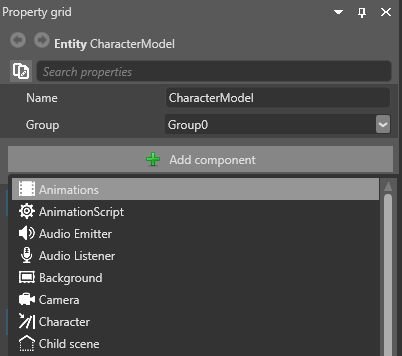 Property grid
Entity CharacterModel
Search properties
Name CharacterModel
Group Group0
Add component
Animations
AnimationScript
Audio Emitter
Audio Listener
Background
Camera
Character
Child scene